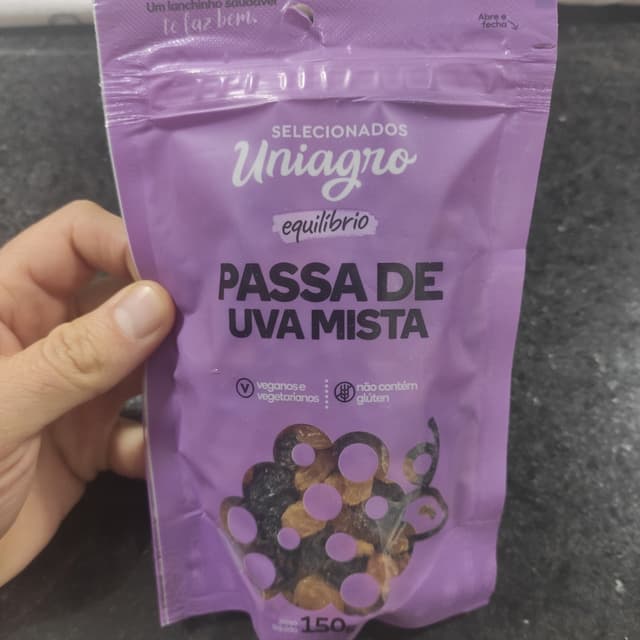 Um lanchinho saudável
te faz bem.
Abre e
fecha
SELECIONADOS
Uniagro
equilíbrio
PASSA DE
UVA MISTA
V
veganos e
vegetarianos
não contém
glúten
150g